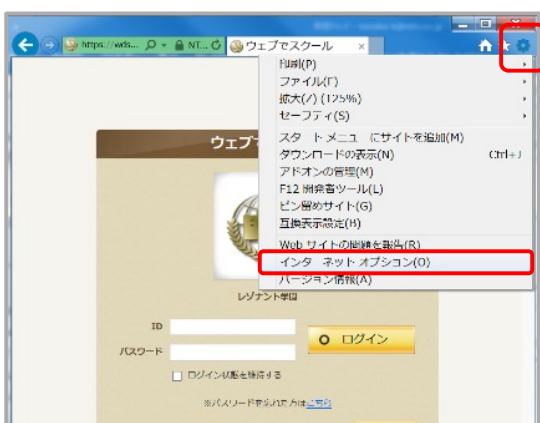 https://wds...
NT...
ウェブでスクール
印刷(P)
ファイル(F)
拡大(Z) (125%)
セーフティ(S)
スタート メニューにサイトを追加(M)
ダウンロードの表示(N) Ctrl+J
アドオンの管理(M)
F12 開発者ツール(L)
ピン留めサイト(G)
互換表示設定(B)
Web サイトの問題を報告(R)
インターネット オプション(O)
バージョン情報(A)
ウェブで
レゾナント学園
ID
パスワード
ログイン
ログイン状態を維持する
※パスワードを忘れた方はこちら